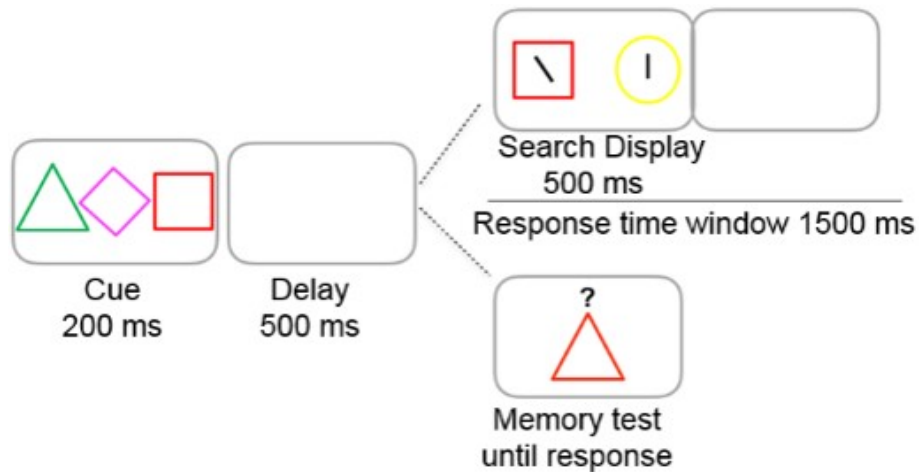 Cue
200 ms
Delay
500 ms
Search Display
500 ms
Response time window 1500 ms
?
Memory test
until response